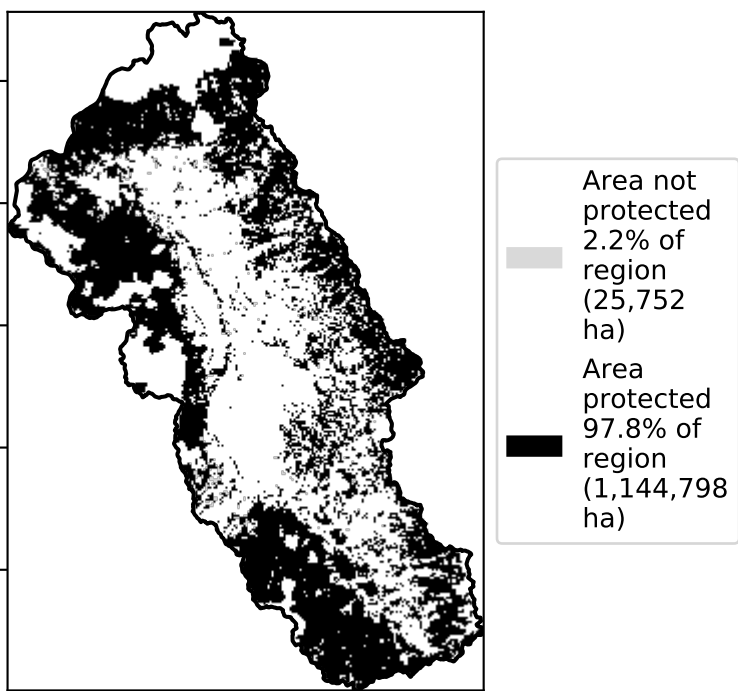 Area not
protected
2.2% of
region
(25,752
ha)
Area
protected
97.8% of
region
(1,144,798
ha)